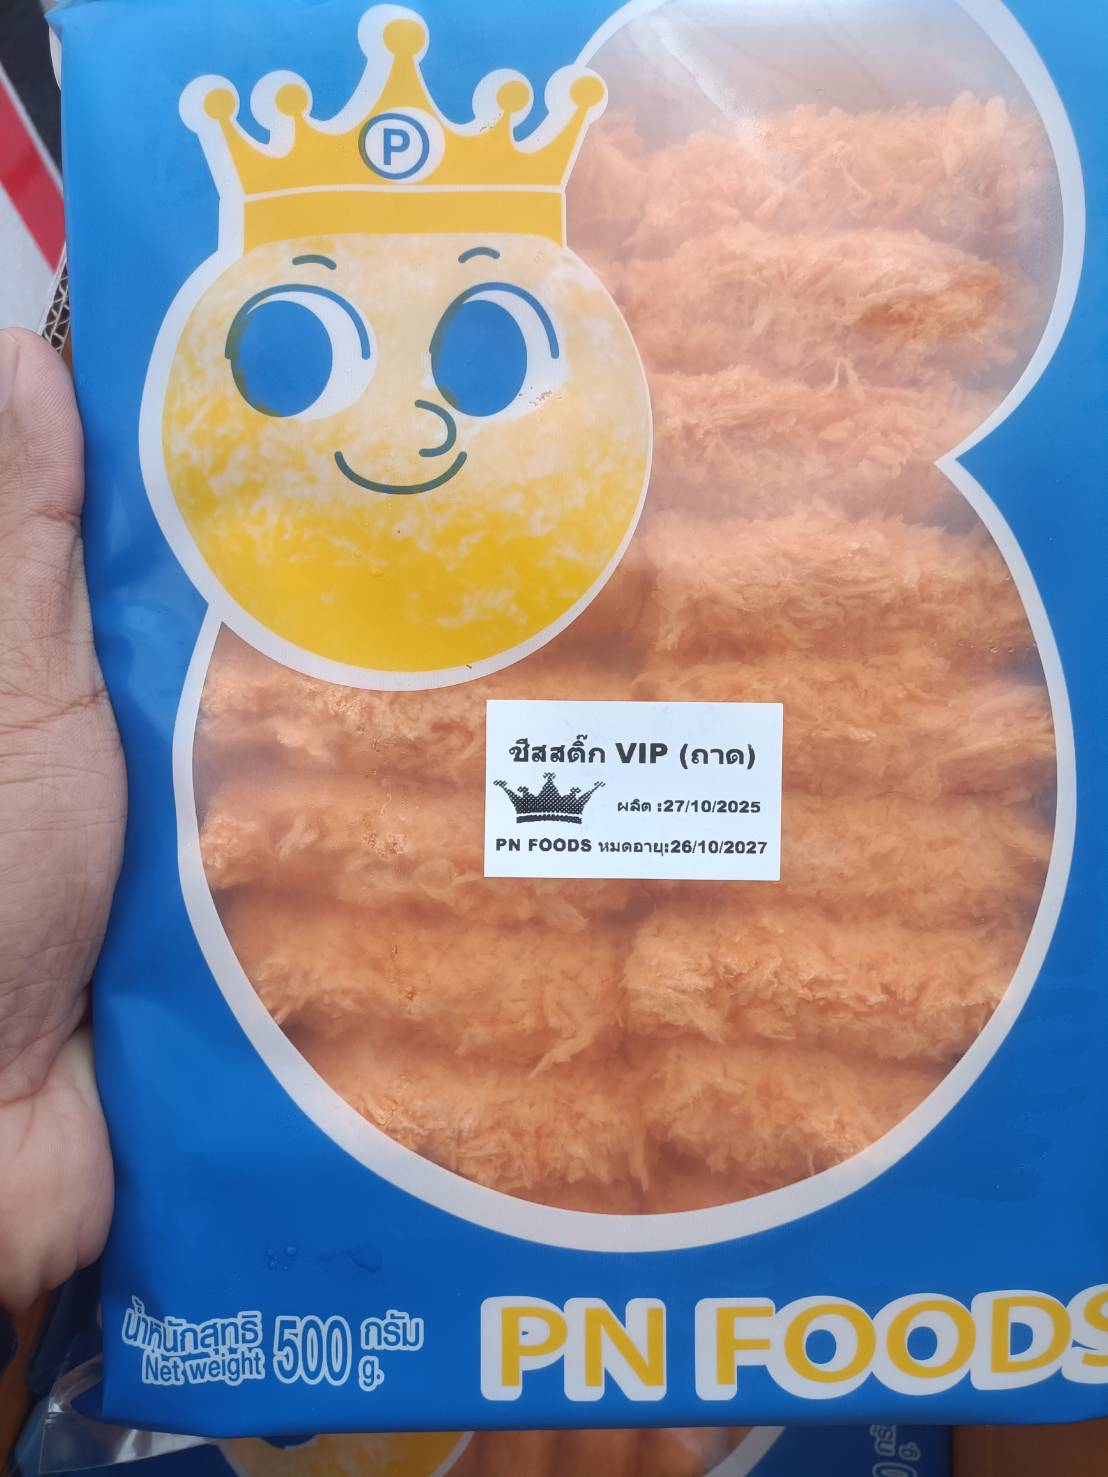 P
ชีสสติ๊ก VIP (ถาด)
ผลิต :27/10/2025
PN FOODS หมดอายุ:26/10/2027
น้ำหนักสุทธิ 500 กรัม
Net weight g.
PN FOODS